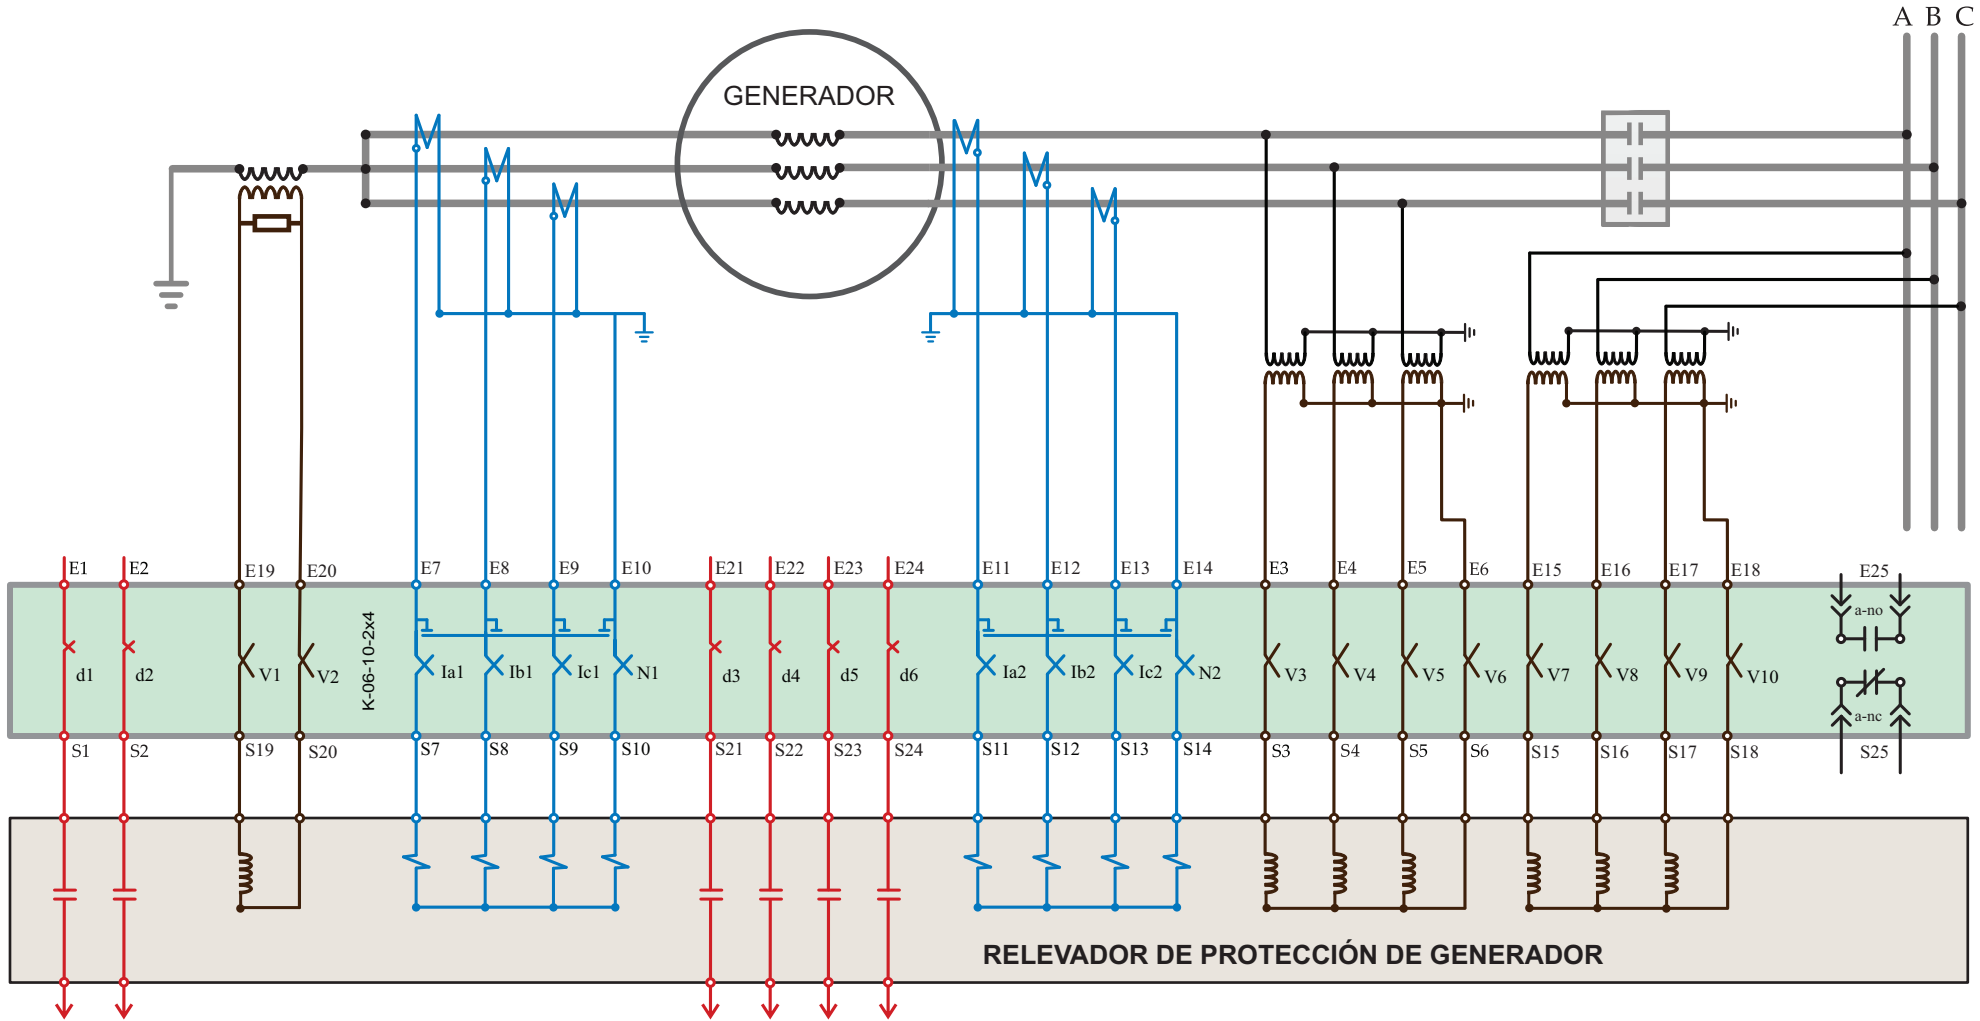 A B C
GENERADOR
E1 E2 E19 E20 E7 E8 E9 E10 E21 E22 E23 E24 E11 E12 E13 E14 E3 E4 E5 E6 E15 E16 E17 E18 E25
a-no
K-06-10-2x4
d1 d2 V1 V2 Ia1 Ib1 Ic1 N1 d3 d4 d5 d6 Ia2 Ib2 Ic2 N2 V3 V4 V5 V6 V7 V8 V9 V10
a-nc
S1 S2 S19 S20 S7 S8 S9 S10 S21 S22 S23 S24 S11 S12 S13 S14 S3 S4 S5 S6 S15 S16 S17 S18 S25
RELEVADOR DE PROTECCIÓN DE GENERADOR